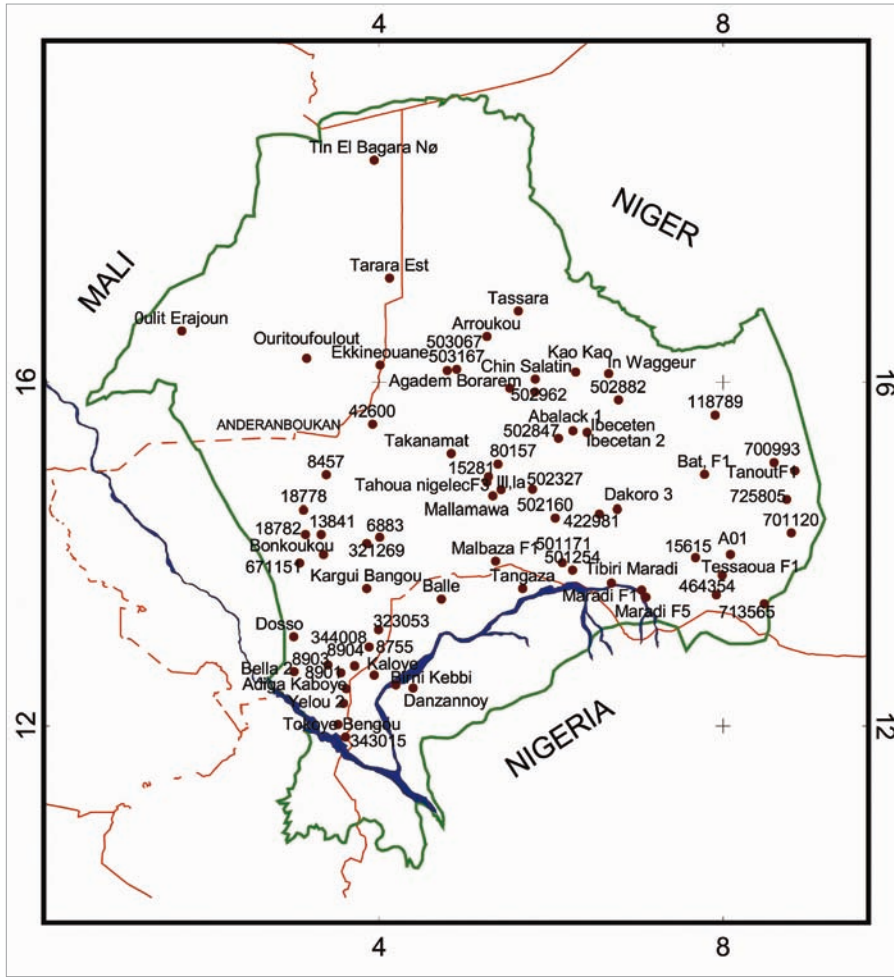 4 8
Tin El Bagara Nø
NIGER
MALI
Tarara Est
Tassara
0ulit Erajoun
Arroukou
Ouritoufoulout
503067
Ekkineouane
503167
Kao Kao
Chin Salatin
In Waggeur
16 16
Agadem Borarem
502962
502882
118789
42600
ANDERANBOUKAN
Abalack 1
502847
Ibeceten
Ibecetan 2
Takanamat
80157
8457
15281
700993
Bat, F1
TanoutF1
Tahoua nigelecF3
III,Ia
502327
18778
Mallamawa
502160
Dakoro 3
725805
422981
18782
13841
6883
701120
Bonkoukou
321269
501171
A01
671151
Malbaza F1
501254
15615
Kargui Bangou
Tangaza
Tibiri Maradi
Tessaoua F1
Balle
Maradi F1
464354
Maradi F5
713565
Dosso
323053
344008
8755
8903
8904
Bella 2
8901
Kaloye
Adiga Kaboye
Birni Kebbi
Yelou 2
Danzannoy
Tokoye Bengou
12 12
343015
NIGERIA
4 8